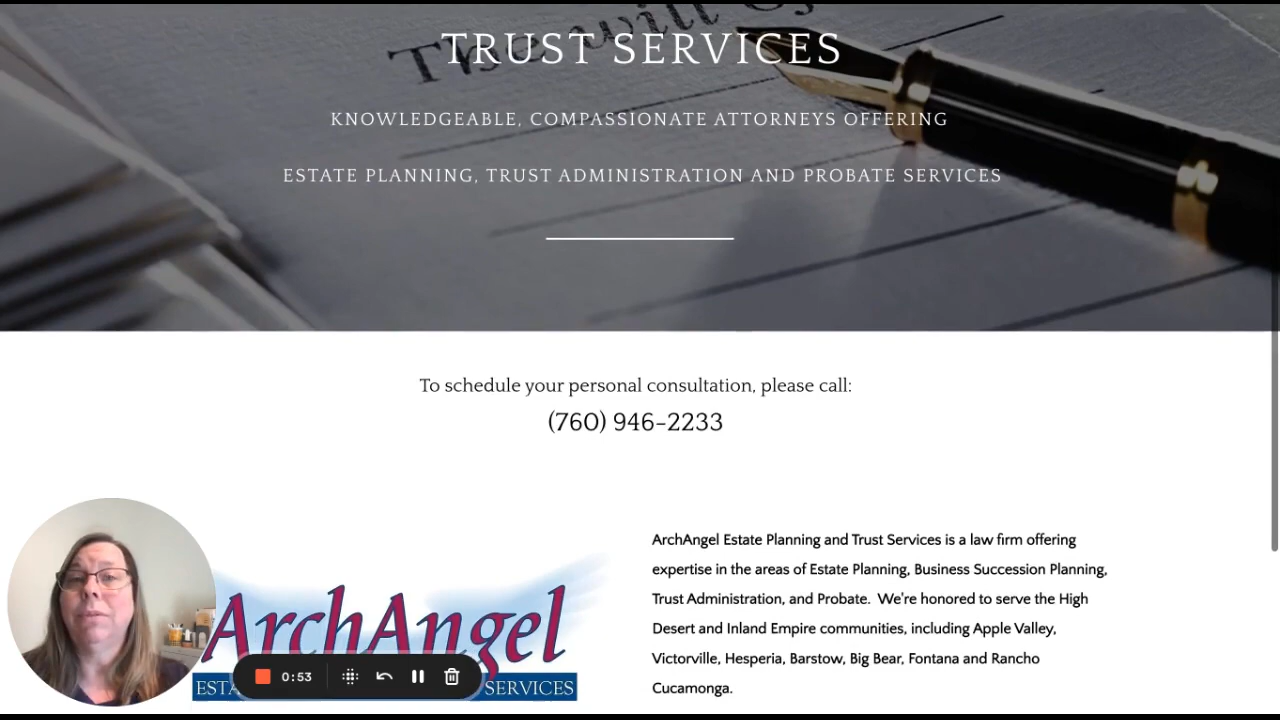 The will of
TRUST SERVICES
KNOWLEDGEABLE, COMPASSIONATE ATTORNEYS OFFERING
ESTATE PLANNING, TRUST ADMINISTRATION AND PROBATE SERVICES
To schedule your personal consultation, please call:
(760) 946-2233
ArchAngel
SERVICES
0:53
ArchAngel Estate Planning and Trust Services is a law firm offering
expertise in the areas of Estate Planning, Business Succession Planning,
Trust Administration, and Probate. We're honored to serve the High
Desert and Inland Empire communities, including Apple Valley,
Victorville, Hesperia, Barstow, Big Bear, Fontana and Rancho
Cucamonga.